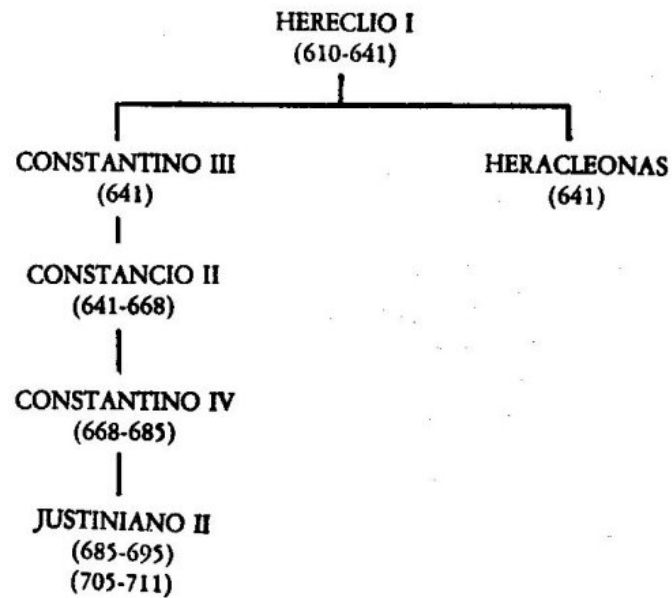 HERECLIO I
(610-641)
CONSTANTINO III
(641)
HERACLEONAS
(641)
CONSTANCIO II
(641-668)
CONSTANTINO IV
(668-685)
JUSTINIANO II
(685-695)
(705-711)